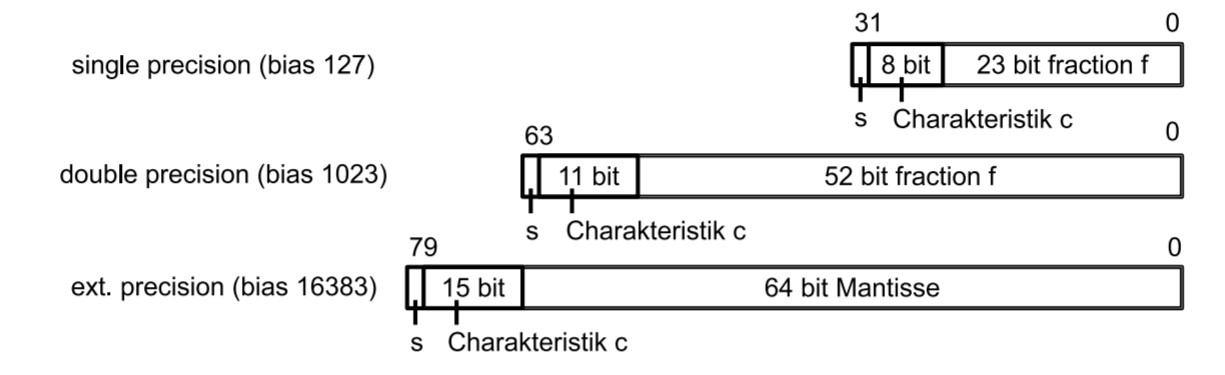 31 0
single precision (bias 127) 8 bit 23 bit fraction f
s Charakteristik c
63 0
double precision (bias 1023) 11 bit 52 bit fraction f
s Charakteristik c
79 0
ext. precision (bias 16383) 15 bit 64 bit Mantisse
s Charakteristik c